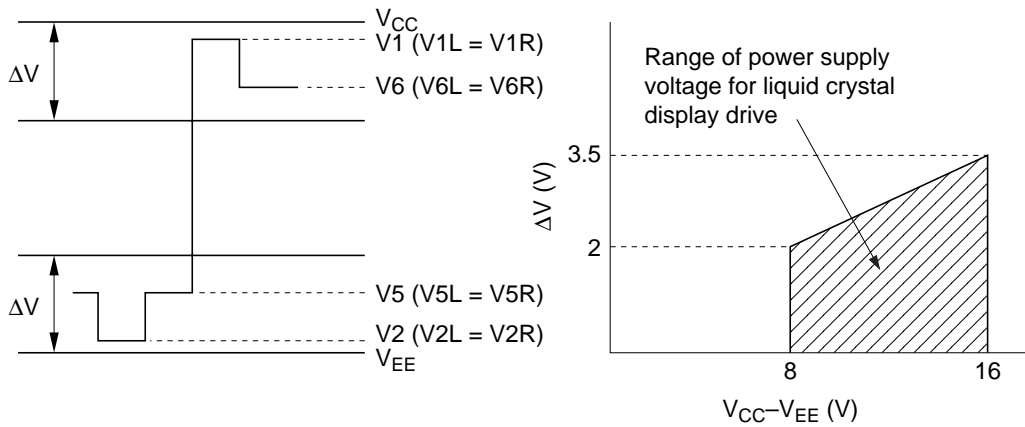 V_CC
V1 (V1L = V1R)
ΔV
V6 (V6L = V6R)
ΔV
V5 (V5L = V5R)
V2 (V2L = V2R)
V_EE
Range of power supply
voltage for liquid crystal
display drive
3.5
ΔV (V)
2
8
16
V_CC–V_EE (V)